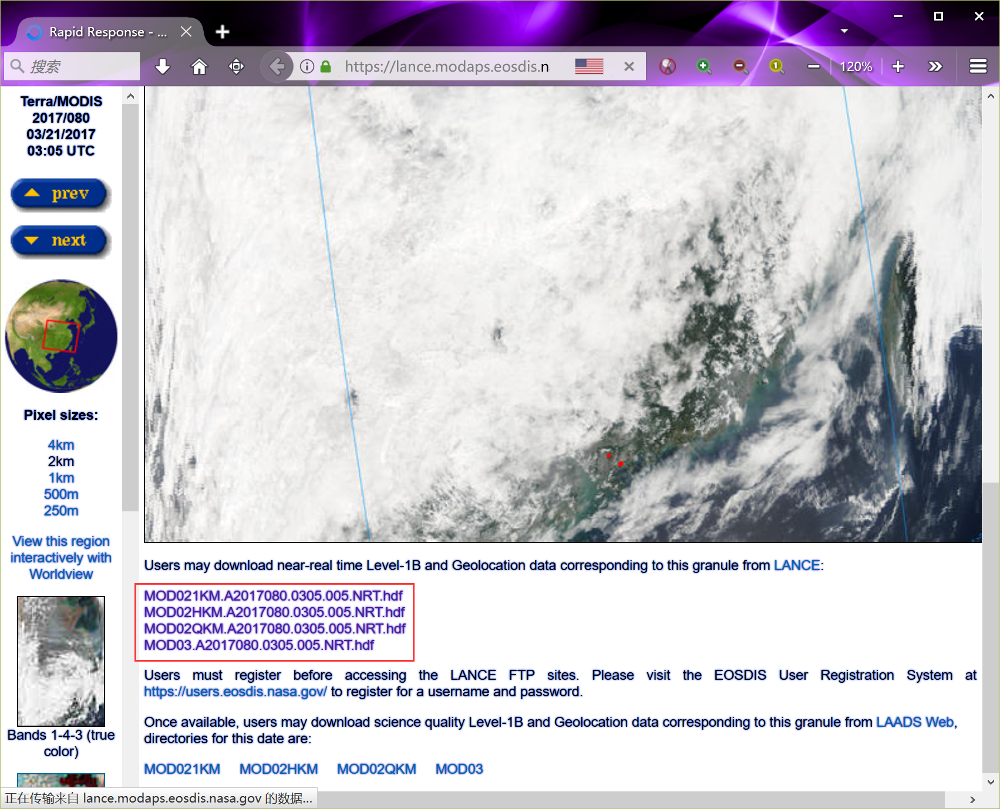 Rapid Response - ...
搜索
https://lance.modaps.eosdis.n
120%
Terra/MODIS
2017/080
03/21/2017
03:05 UTC
prev
next
Pixel sizes:
4km
2km
1km
500m
250m
View this region
interactively with
Worldview
Bands 1-4-3 (true
color)
Users may download near-real time Level-1B and Geolocation data corresponding to this granule from LANCE:
MOD021KM.A2017080.0305.005.NRT.hdf
MOD02HKM.A2017080.0305.005.NRT.hdf
MOD02QKM.A2017080.0305.005.NRT.hdf
MOD03.A2017080.0305.005.NRT.hdf
Users must register before accessing the LANCE FTP sites. Please visit the EOSDIS User Registration System at
https://users.eosdis.nasa.gov/ to register for a username and password.
Once available, users may download science quality Level-1B and Geolocation data corresponding to this granule from LAADS Web,
directories for this date are:
MOD021KM MOD02HKM MOD02QKM MOD03
正在传输来自 lance.modaps.eosdis.nasa.gov 的数据...